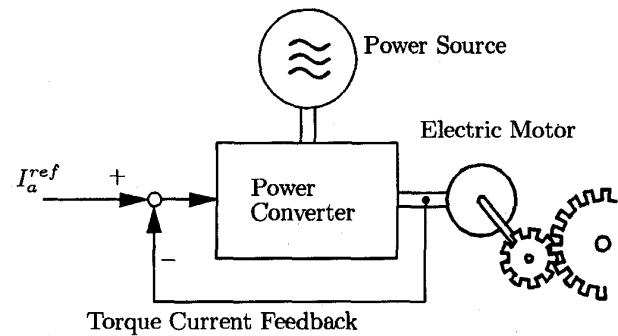 Power Source
Electric Motor
I_a^{ref}
+
Power
Converter
−
Torque Current Feedback